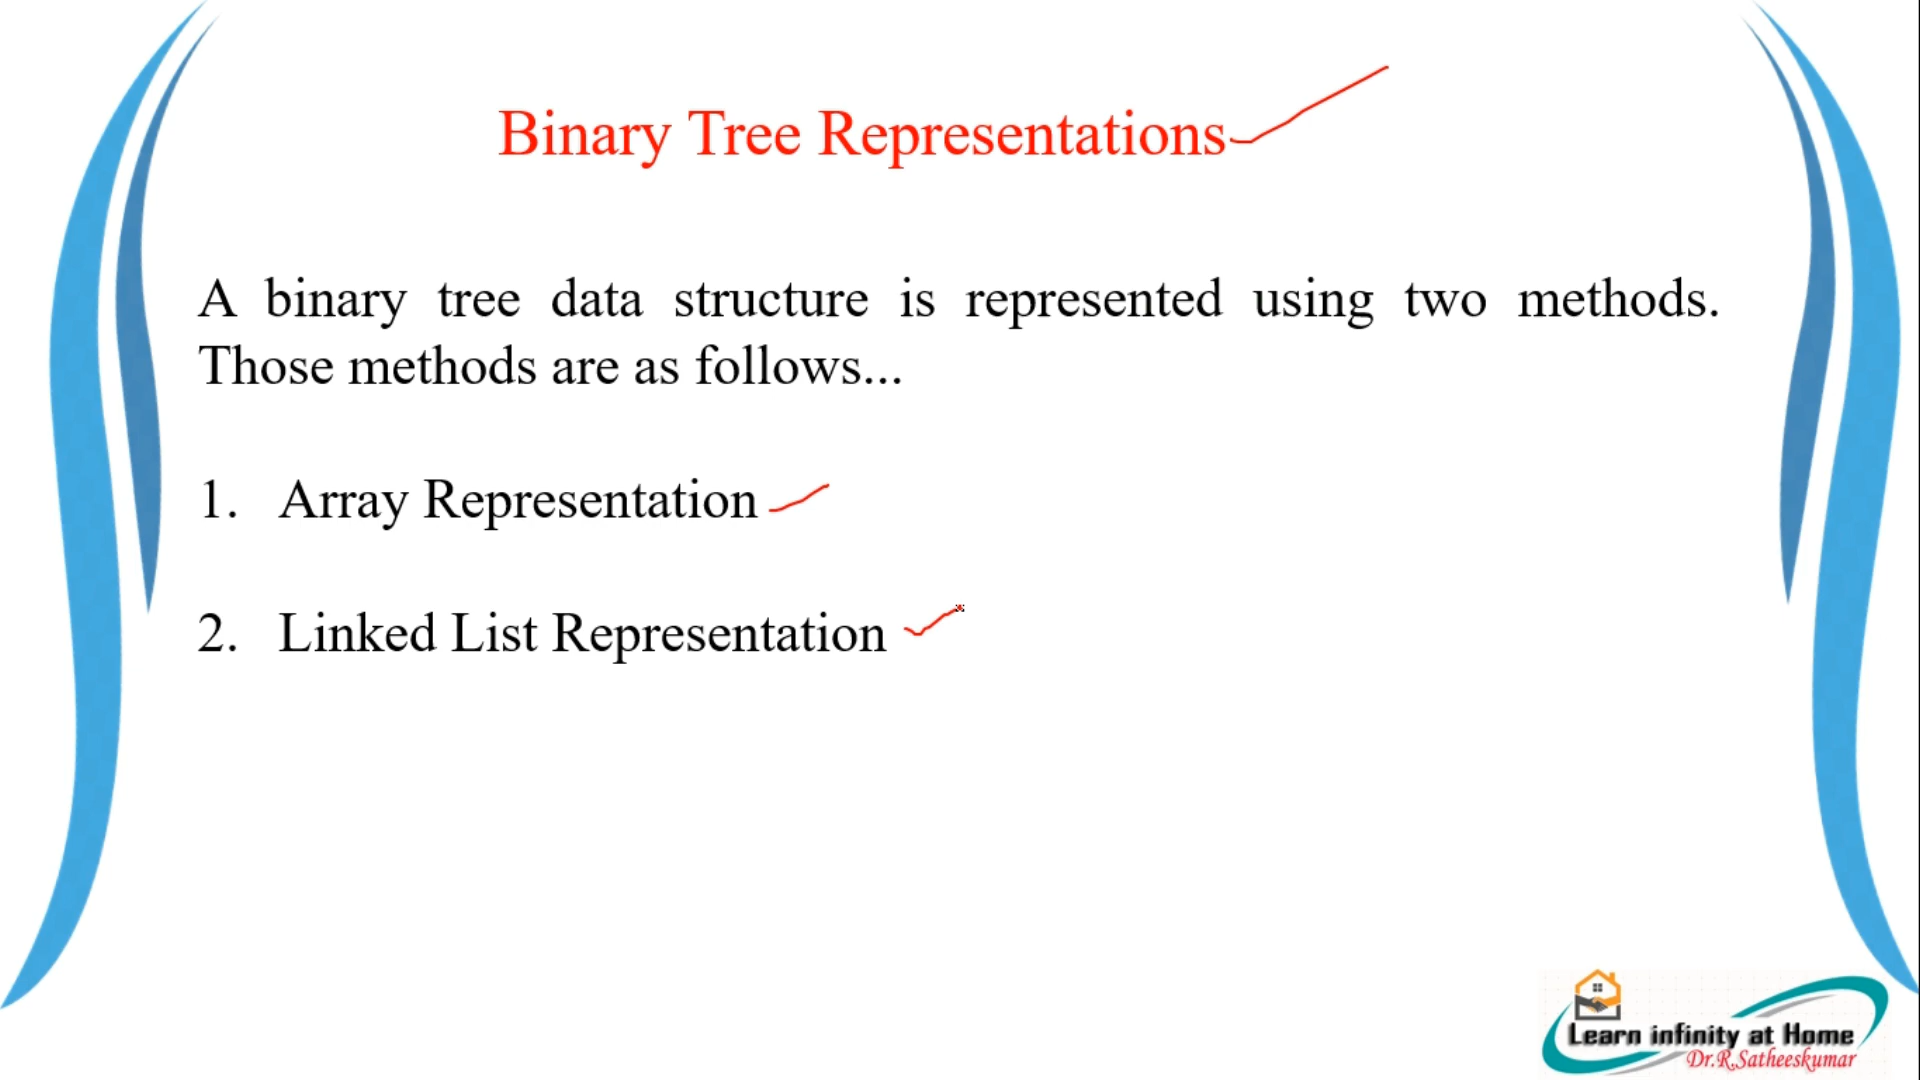 Binary Tree Representations
A binary tree data structure is represented using two methods.
Those methods are as follows...
1. Array Representation
2. Linked List Representation
Learn infinity at Home
Dr.R.Satheeskumar